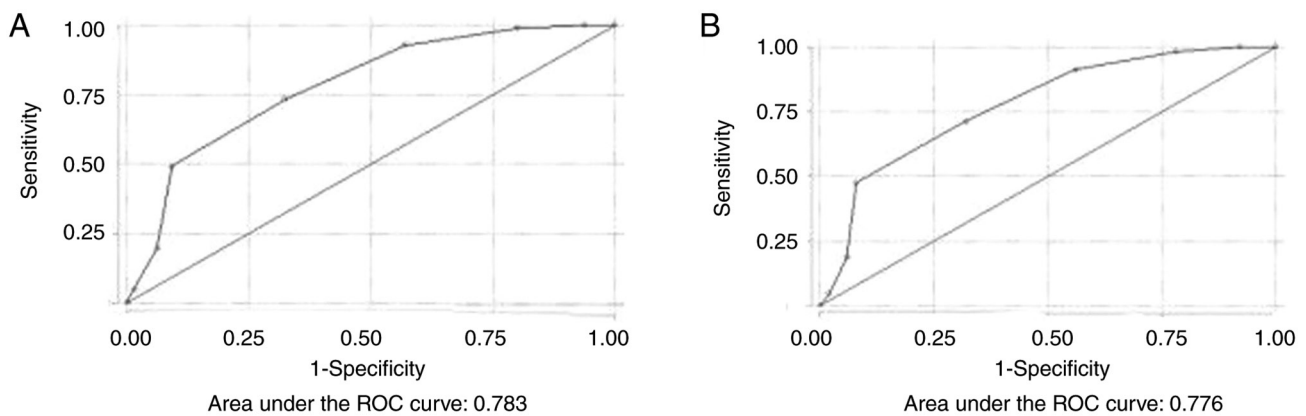 A
Sensitivity
1.00
0.75
0.50
0.25
0.00 0.25 0.50 0.75 1.00
1-Specificity
Area under the ROC curve: 0.783
B
Sensitivity
1.00
0.75
0.50
0.25
0.00 0.25 0.50 0.75 1.00
1-Specificity
Area under the ROC curve: 0.776